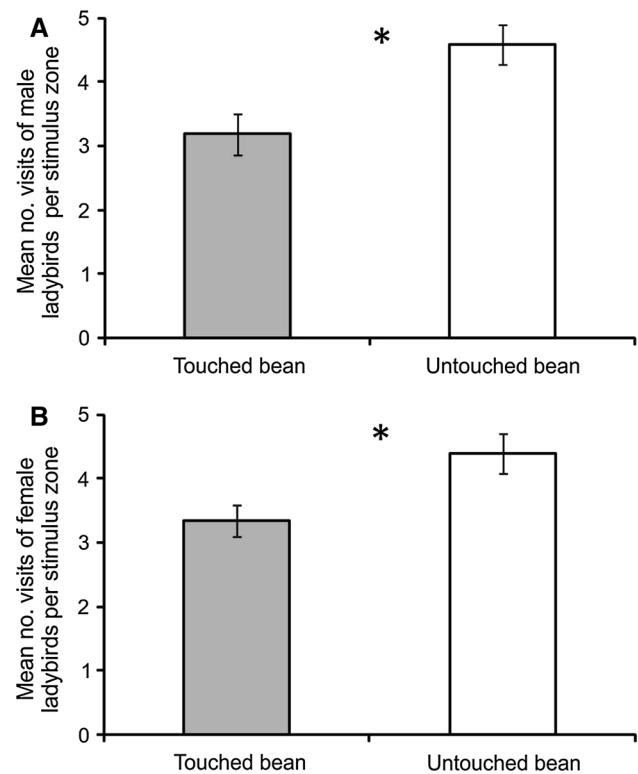 A
Mean no. visits of male
ladybirds per stimulus zone
5
4
3
2
1
0
*
Touched bean
Untouched bean
B
Mean no. visits of female
ladybirds per stimulus zone
5
4
3
2
1
0
*
Touched bean
Untouched bean